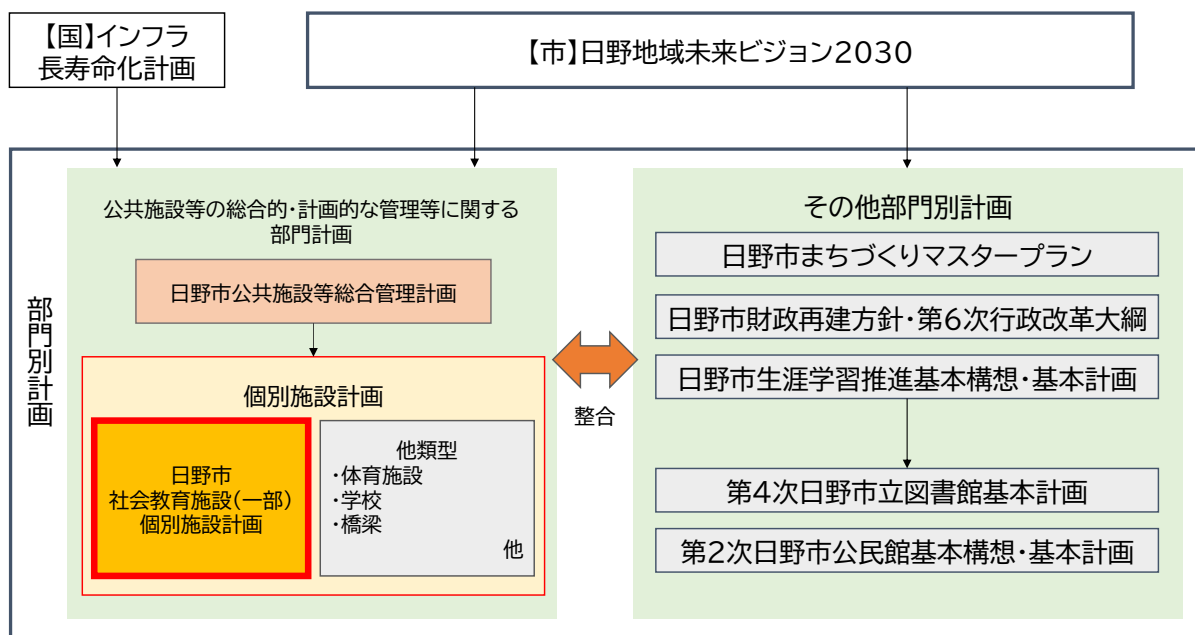 【国】インフラ
長寿命化計画
【市】日野地域未来ビジョン2030
部門別計画
公共施設等の総合的・計画的な管理等に関する
部門計画
日野市公共施設等総合管理計画
個別施設計画
日野市
社会教育施設(一部)
個別施設計画
他類型
・体育施設
・学校
・橋梁
他
整合
その他部門別計画
日野市まちづくりマスタープラン
日野市財政再建方針・第6次行政改革大綱
日野市生涯学習推進基本構想・基本計画
第4次日野市立図書館基本計画
第2次日野市公民館基本構想・基本計画